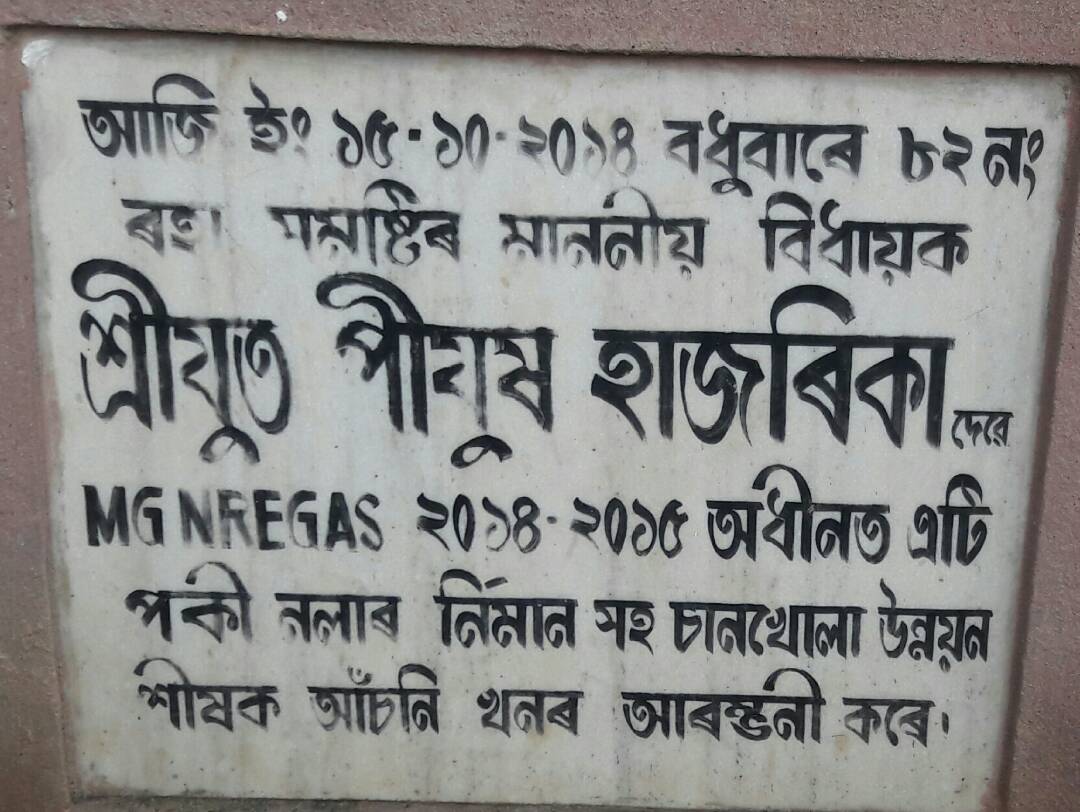 আজি ইং ১৫-১০-২০১৪ বধুবাৰে ৮২ নং
ৰহা সমষ্টিৰ মাননীয় বিধায়ক
শ্ৰীযুত পীযুষ হাজৰিকা দেৱে
MGNREGAS ২০১৪-২০১৫ অধীনত এটি
পকী নলাৰ নিৰ্মান সহ চানখোলা উন্নয়ন
শীষক আঁচনি খনৰ আৰম্ভনী কৰে।